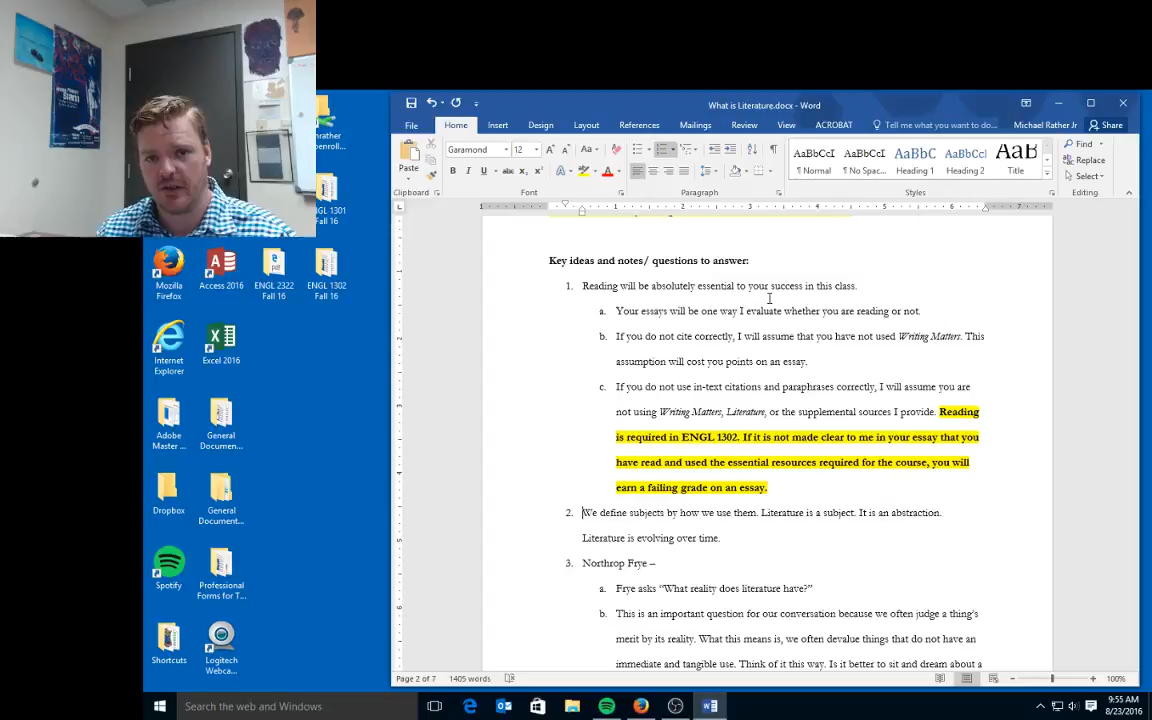 What is Literature.docx - Word
File Home Insert Design Layout References Mailings Review View ACROBAT Tell me what you want to do... Michael Rather Jr Share
Garamond 12
Paste
AaBbCcI AaBbCcI AaBbC AaBbCcI AaB
¶ Normal ¶ No Spac... Heading 1 Heading 2 Title
Find
Replace
Select
Clipboard Font Paragraph Styles Editing
Key ideas and notes/ questions to answer:
1. Reading will be absolutely essential to your success in this class.
a. Your essays will be one way I evaluate whether you are reading or not.
b. If you do not cite correctly, I will assume that you have not used Writing Matters. This
assumption will cost you points on an essay.
c. If you do not use in-text citations and paraphrases correctly, I will assume you are
not using Writing Matters, Literature, or the supplemental sources I provide. Reading
is required in ENGL 1302. If it is not made clear to me in your essay that you
have read and used the essential resources required for the course, you will
earn a failing grade on an essay.
2. We define subjects by how we use them. Literature is a subject. It is an abstraction.
Literature is evolving over time.
3. Northrop Frye –
a. Frye asks “What reality does literature have?”
b. This is an important question for our conversation because we often judge a thing’s
merit by its reality. What this means is, we often devalue things that do not have an
immediate and tangible use. Think of it this way. Is it better to sit and dream about a
Page 2 of 7 1405 words 100%
nrather
penroll...
ENGL 1301
Fall 16
Mozilla
Firefox
Access 2016
ENGL 2322
Fall 16
ENGL 1302
Fall 16
Internet
Explorer
Excel 2016
Adobe
Master ...
General
Documen...
Dropbox
General
Document...
Spotify
Professional
Forms for T...
Shortcuts
Logitech
Webca...
Search the web and Windows
9:55 AM
8/23/2016